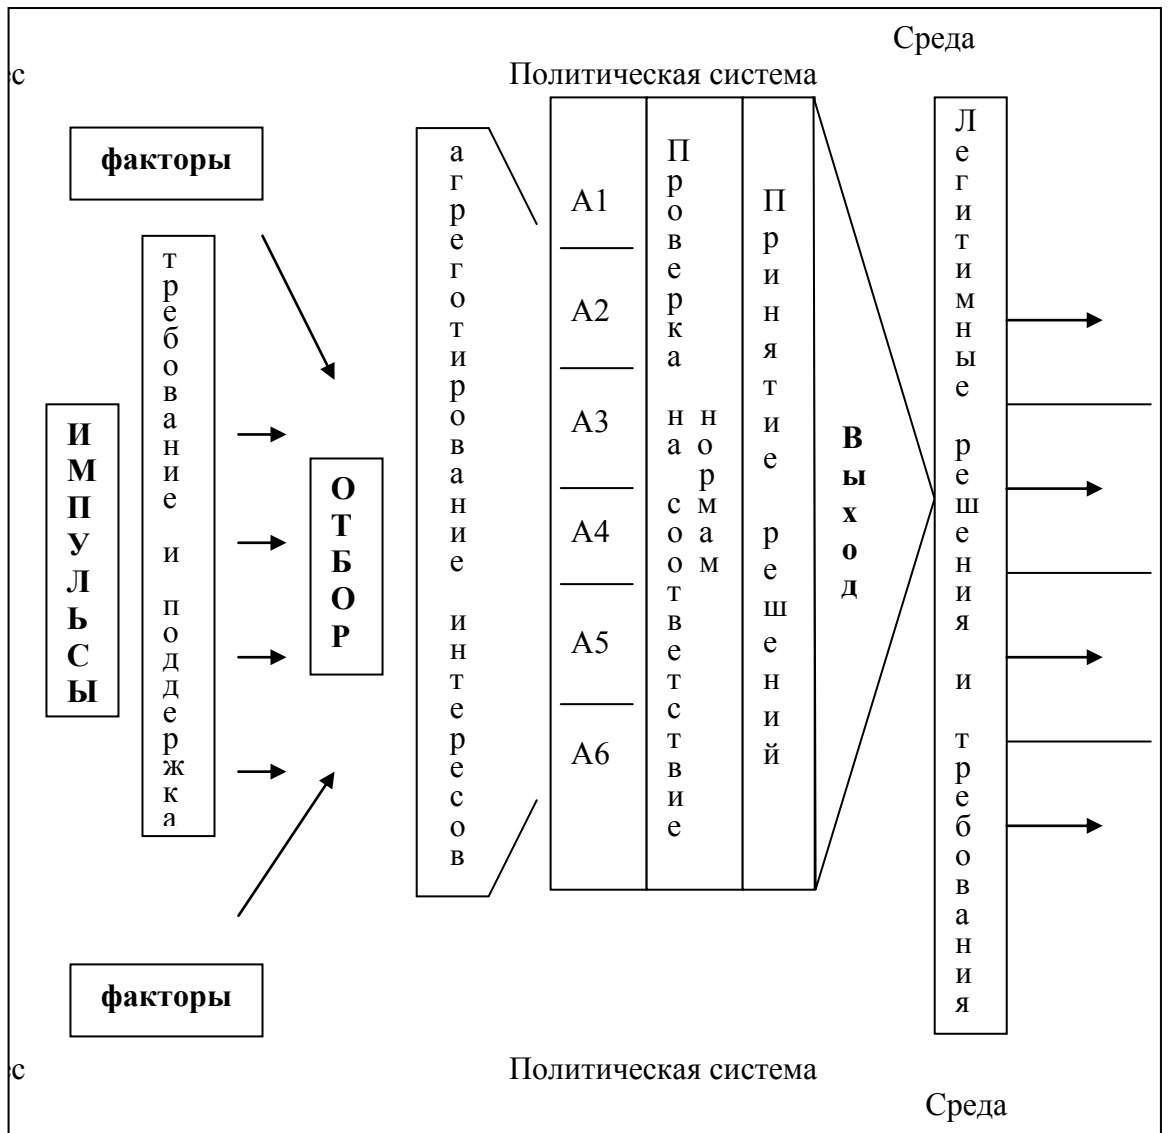 Среда
с
Политическая система
факторы
ИМПУЛЬСЫ
требование и поддержка
ОТБОР
агреготирование интересов
А1
А2
А3
А4
А5
А6
Проверка на соответствие
нормам
Принятие решений
Выход
Легитимные решения и требования
факторы
с
Политическая система
Среда